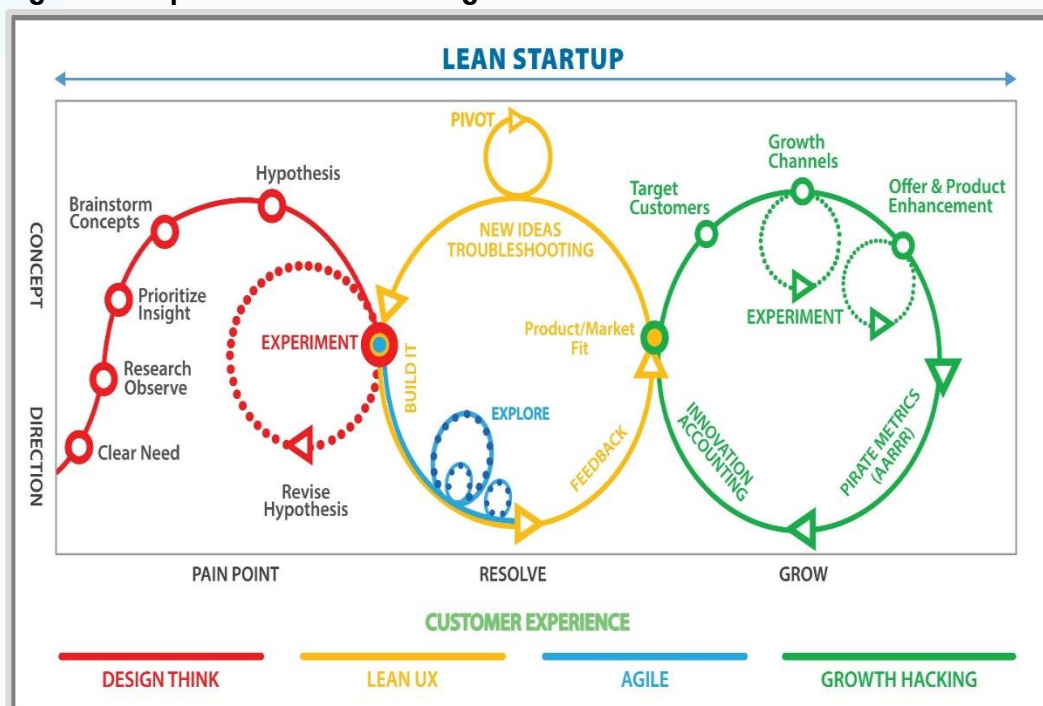 LEAN STARTUP
PIVOT
Growth
Channels
Hypothesis
Target
Customers
Offer & Product
Enhancement
Brainstorm
Concepts
NEW IDEAS
TROUBLESHOOTING
CONCEPT
Prioritize
Insight
EXPERIMENT
EXPERIMENT
Product/Market
Fit
BUILD IT
Research
Observe
EXPLORE
DIRECTION
Clear Need
FEEDBACK
INNOVATION
ACCOUNTING
PIRATE METRICS
(AARRR)
Revise
Hypothesis
PAIN POINT
RESOLVE
GROW
CUSTOMER EXPERIENCE
DESIGN THINK
LEAN UX
AGILE
GROWTH HACKING